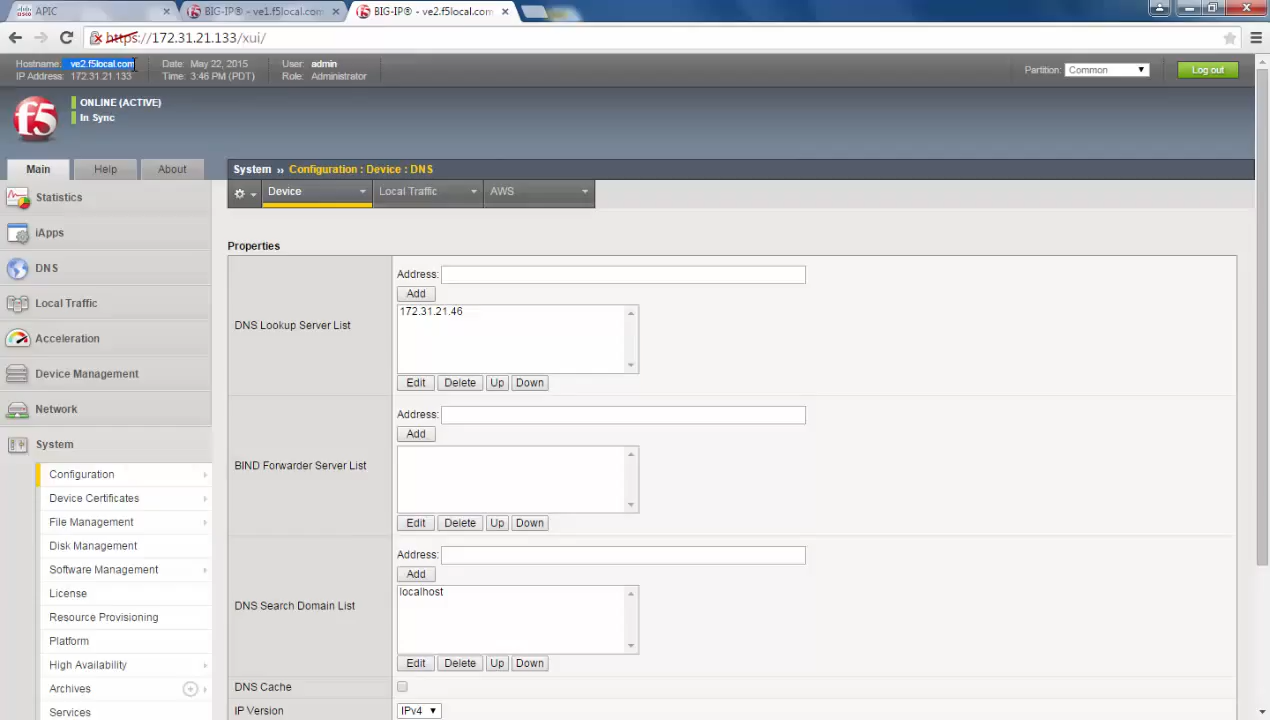 APIC
BIG-IP® - ve1.f5local.com
BIG-IP® - ve2.f5local.com
https://172.31.21.133/xui/
Hostname: ve2.f5local.com
Date: May 22, 2015
User: admin
IP Address: 172.31.21.133
Time: 3:46 PM (PDT)
Role: Administrator
Partition: Common
Log out
f5
ONLINE (ACTIVE)
In Sync
Main
Help
About
System ›› Configuration : Device : DNS
Device
Local Traffic
AWS
Statistics
iApps
DNS
Local Traffic
Acceleration
Device Management
Network
System
Configuration
Device Certificates
File Management
Disk Management
Software Management
License
Resource Provisioning
Platform
High Availability
Archives
Services
Properties
DNS Lookup Server List
Address:
Add
172.31.21.46
Edit Delete Up Down
BIND Forwarder Server List
Address:
Add
Edit Delete Up Down
DNS Search Domain List
Address:
Add
localhost
Edit Delete Up Down
DNS Cache
IP Version
IPv4